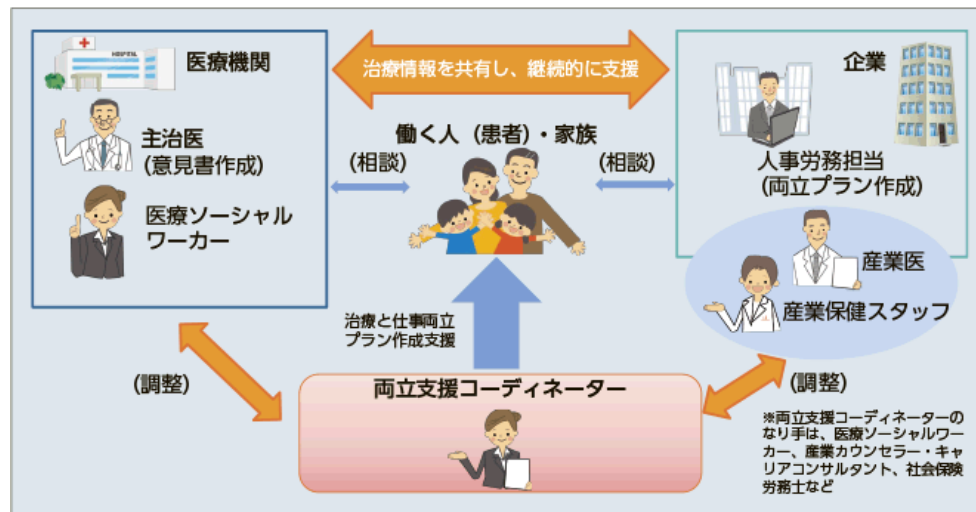 HOSPITAL
医療機関
主治医
(意見書作成)
医療ソーシャル
ワーカー
治療情報を共有し、継続的に支援
働く人（患者）・家族
(相談)
(相談)
企業
人事労務担当
(両立プラン作成)
産業医
産業保健スタッフ
治療と仕事両立
プラン作成支援
(調整)
両立支援コーディネーター
(調整)
※両立支援コーディネーターの
なり手は、医療ソーシャルワー
カー、産業カウンセラー・キャ
リアコンサルタント、社会保険
労務士など